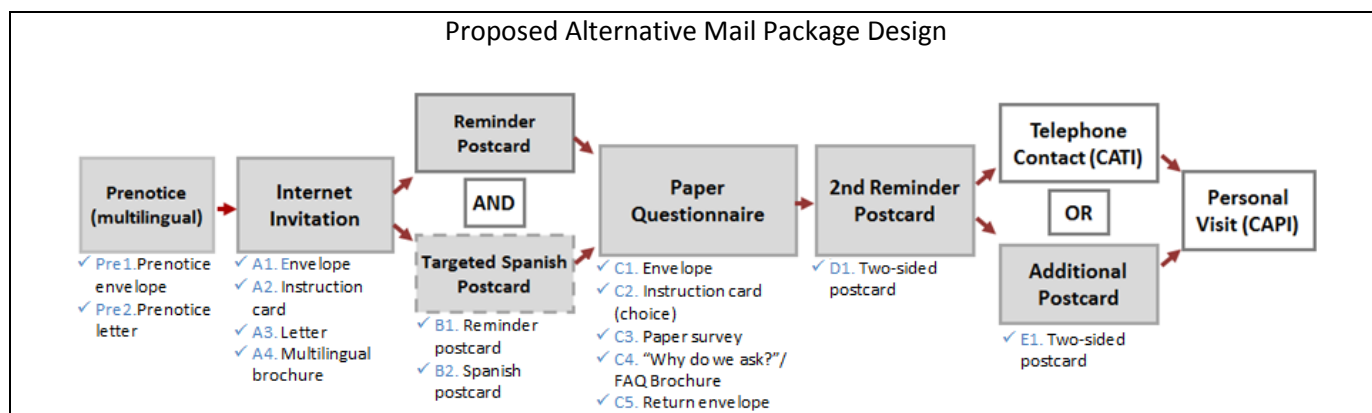 Proposed Alternative Mail Package Design
Prenotice
(multilingual)
✓ Pre1.Prenotice
envelope
✓ Pre2.Prenotice
letter
Internet
Invitation
✓ A1. Envelope
✓ A2. Instruction
card
✓ A3. Letter
✓ A4. Multilingual
brochure
Reminder
Postcard
AND
Targeted Spanish
Postcard
✓ B1. Reminder
postcard
✓ B2. Spanish
postcard
Paper
Questionnaire
✓ C1. Envelope
✓ C2. Instruction card
(choice)
✓ C3. Paper survey
✓ C4. “Why do we ask?”/
FAQ Brochure
✓ C5. Return envelope
2nd Reminder
Postcard
✓ D1. Two-sided
postcard
Telephone
Contact (CATI)
OR
Additional
Postcard
✓ E1. Two-sided
postcard
Personal
Visit (CAPI)